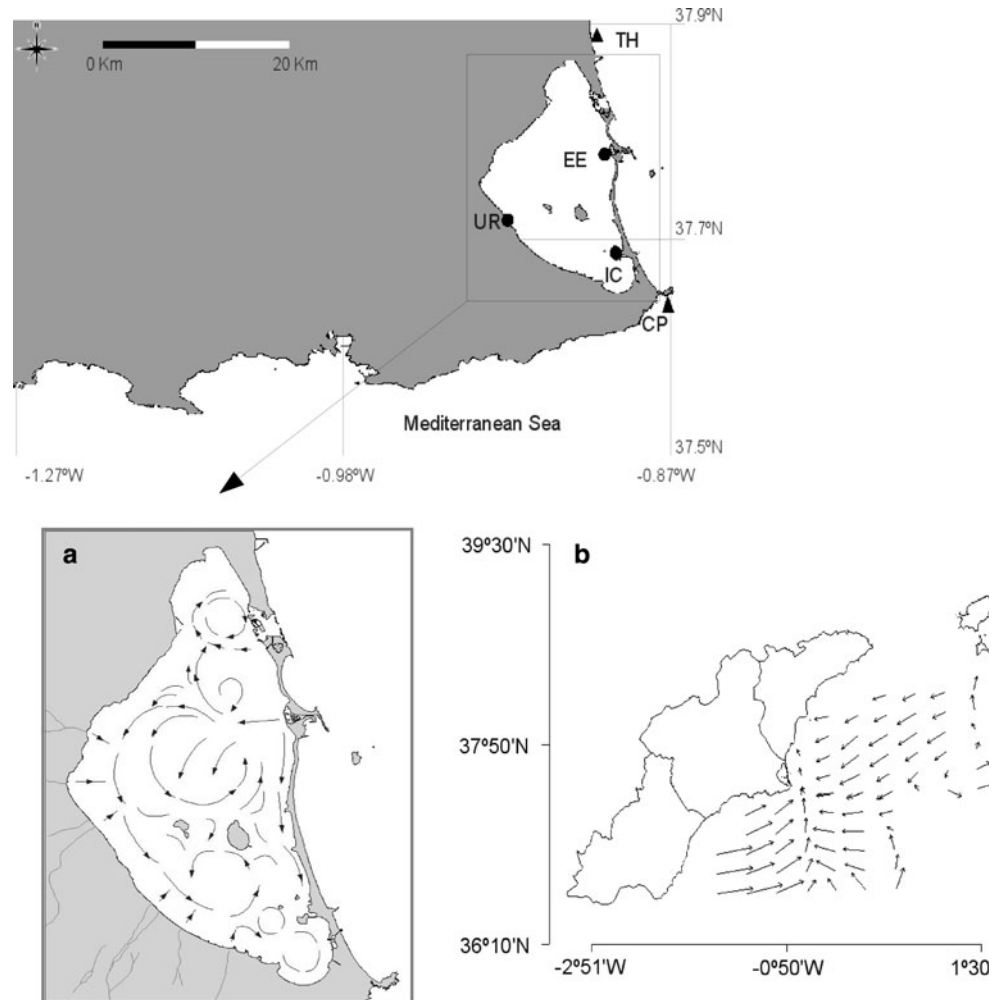 37.9ºN
N
TH
0 Km
20 Km
EE
UR
37.7ºN
IC
CP
Mediterranean Sea
37.5ºN
-1.27ºW
-0.98ºW
-0.87ºW
a
39º30'N
b
37º50'N
36º10'N
-2º51'W
-0º50'W
1º30